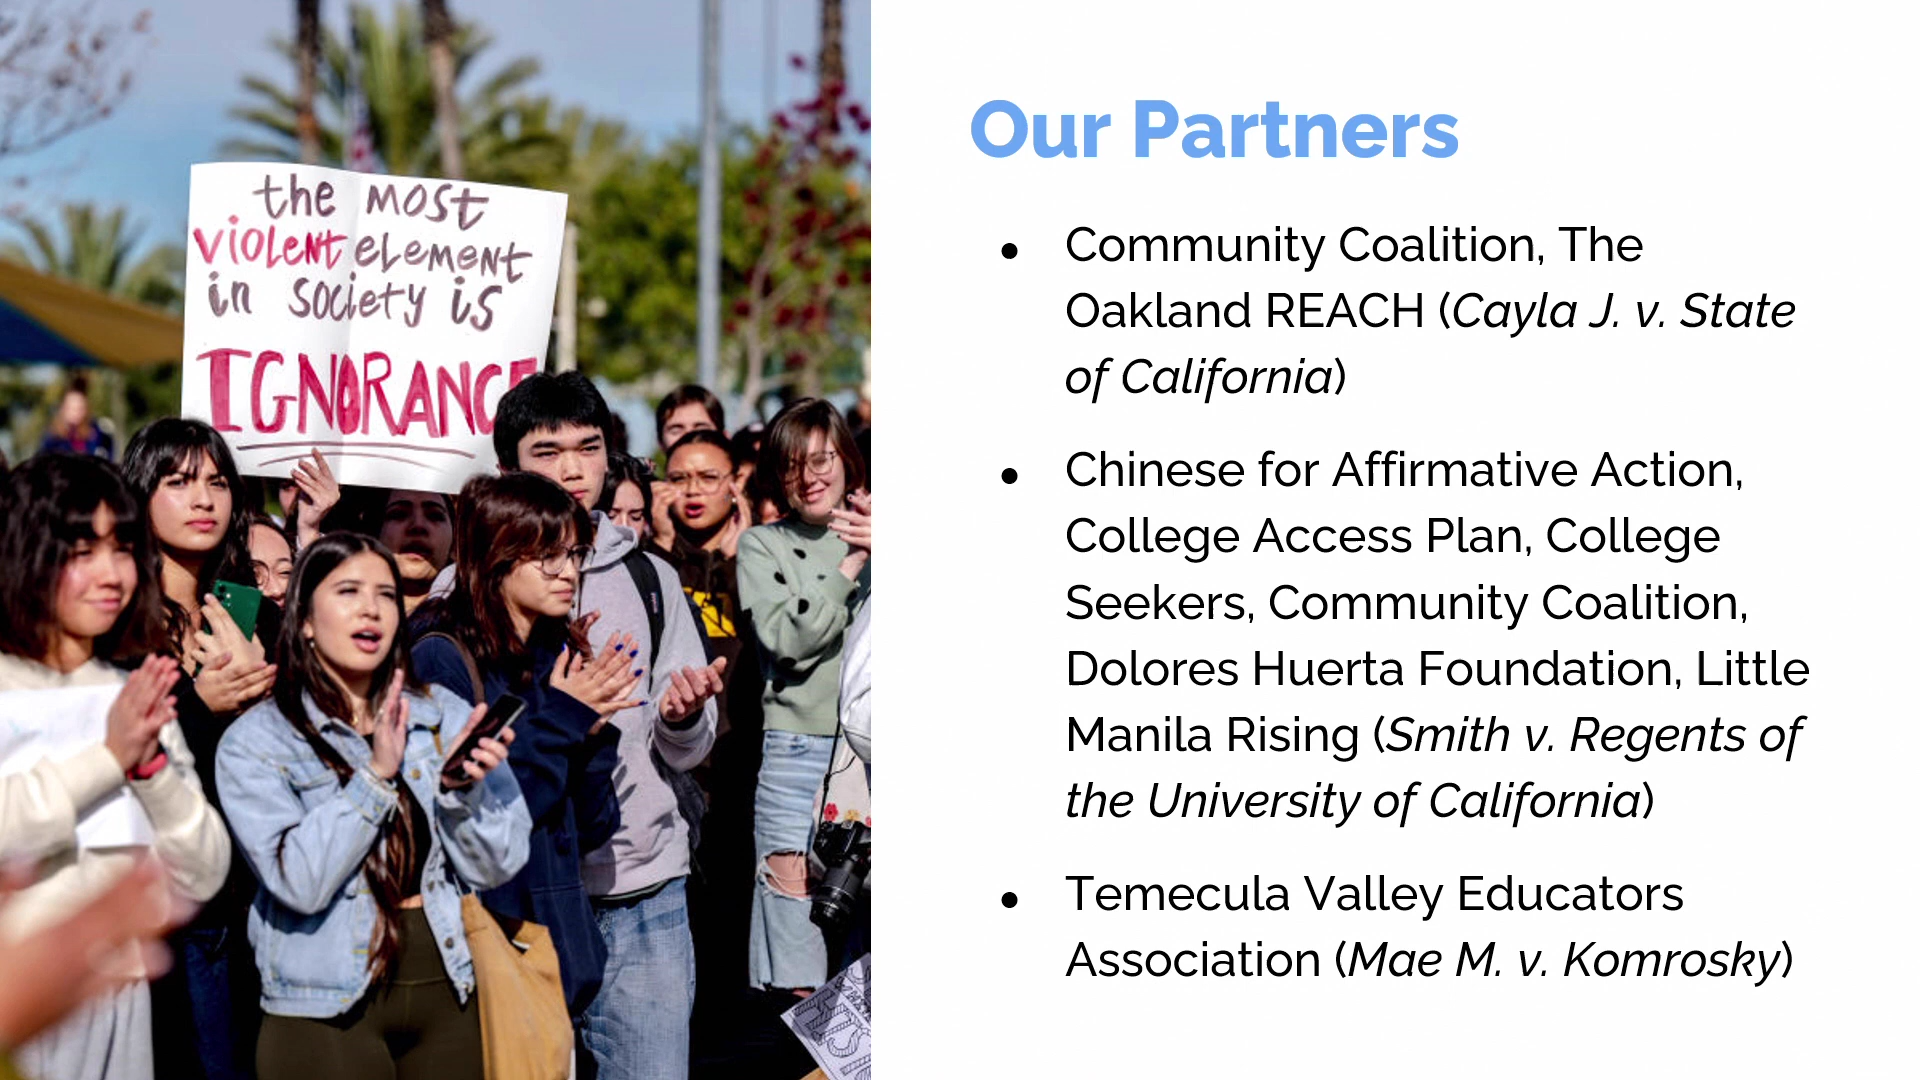 the most
violent element
in society is
IGNORANCE
Our Partners
● Community Coalition, The
Oakland REACH (Cayla J. v. State
of California)
● Chinese for Affirmative Action,
College Access Plan, College
Seekers, Community Coalition,
Dolores Huerta Foundation, Little
Manila Rising (Smith v. Regents of
the University of California)
● Temecula Valley Educators
Association (Mae M. v. Komrosky)